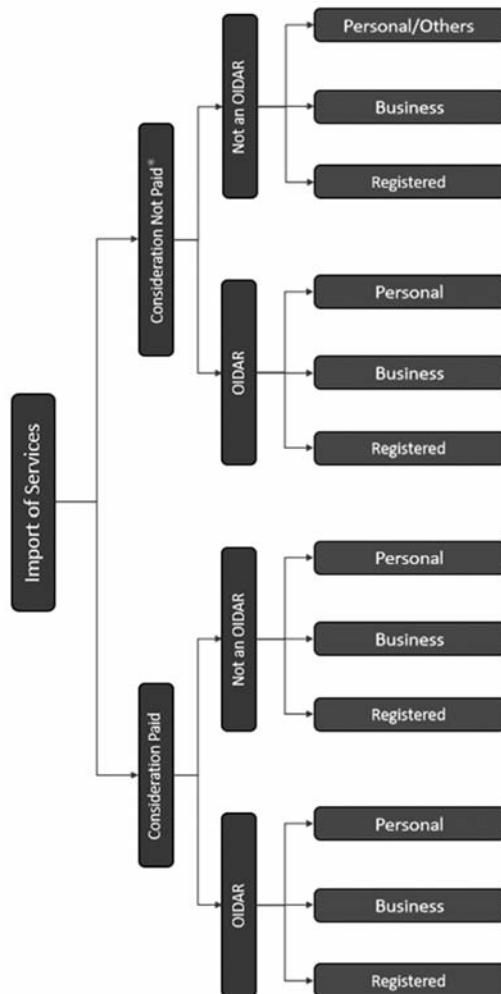 Import of Services
Consideration Not Paid*
Not an OIDAR
Personal/Others
Business
Registered
OIDAR
Personal
Business
Registered
Consideration Paid
Not an OIDAR
Personal
Business
Registered
OIDAR
Personal
Business
Registered